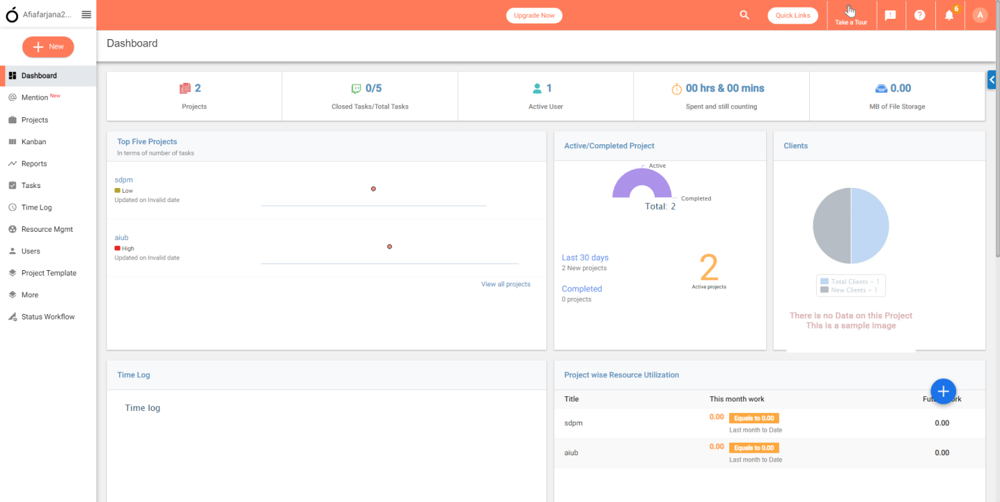 Afiafarjana2...
Upgrade Now
Quick Links
Take a Tour
6
A
New
Dashboard
Mention New
Projects
Kanban
Reports
Tasks
Time Log
Resource Mgmt
Users
Project Template
More
Status Workflow
Dashboard
2
Projects
0/5
Closed Tasks/Total Tasks
1
Active User
00 hrs & 00 mins
Spent and still counting
0.00
MB of File Storage
Top Five Projects
In terms of number of tasks
sdpm
Low
Updated on Invalid date
aiub
High
Updated on Invalid date
View all projects
Active/Completed Project
Active
Completed
Total: 2
Last 30 days
2 New projects
Completed
0 projects
2
Active projects
Clients
Total Clients - 1
New Clients - 1
There is no Data on this Project
This is a sample image
Time Log
Time log
Project wise Resource Utilization
Title This month work
sdpm 0.00 Equals to 0.00 0.00
Last month to Date
aiub 0.00 Equals to 0.00 0.00
Last month to Date